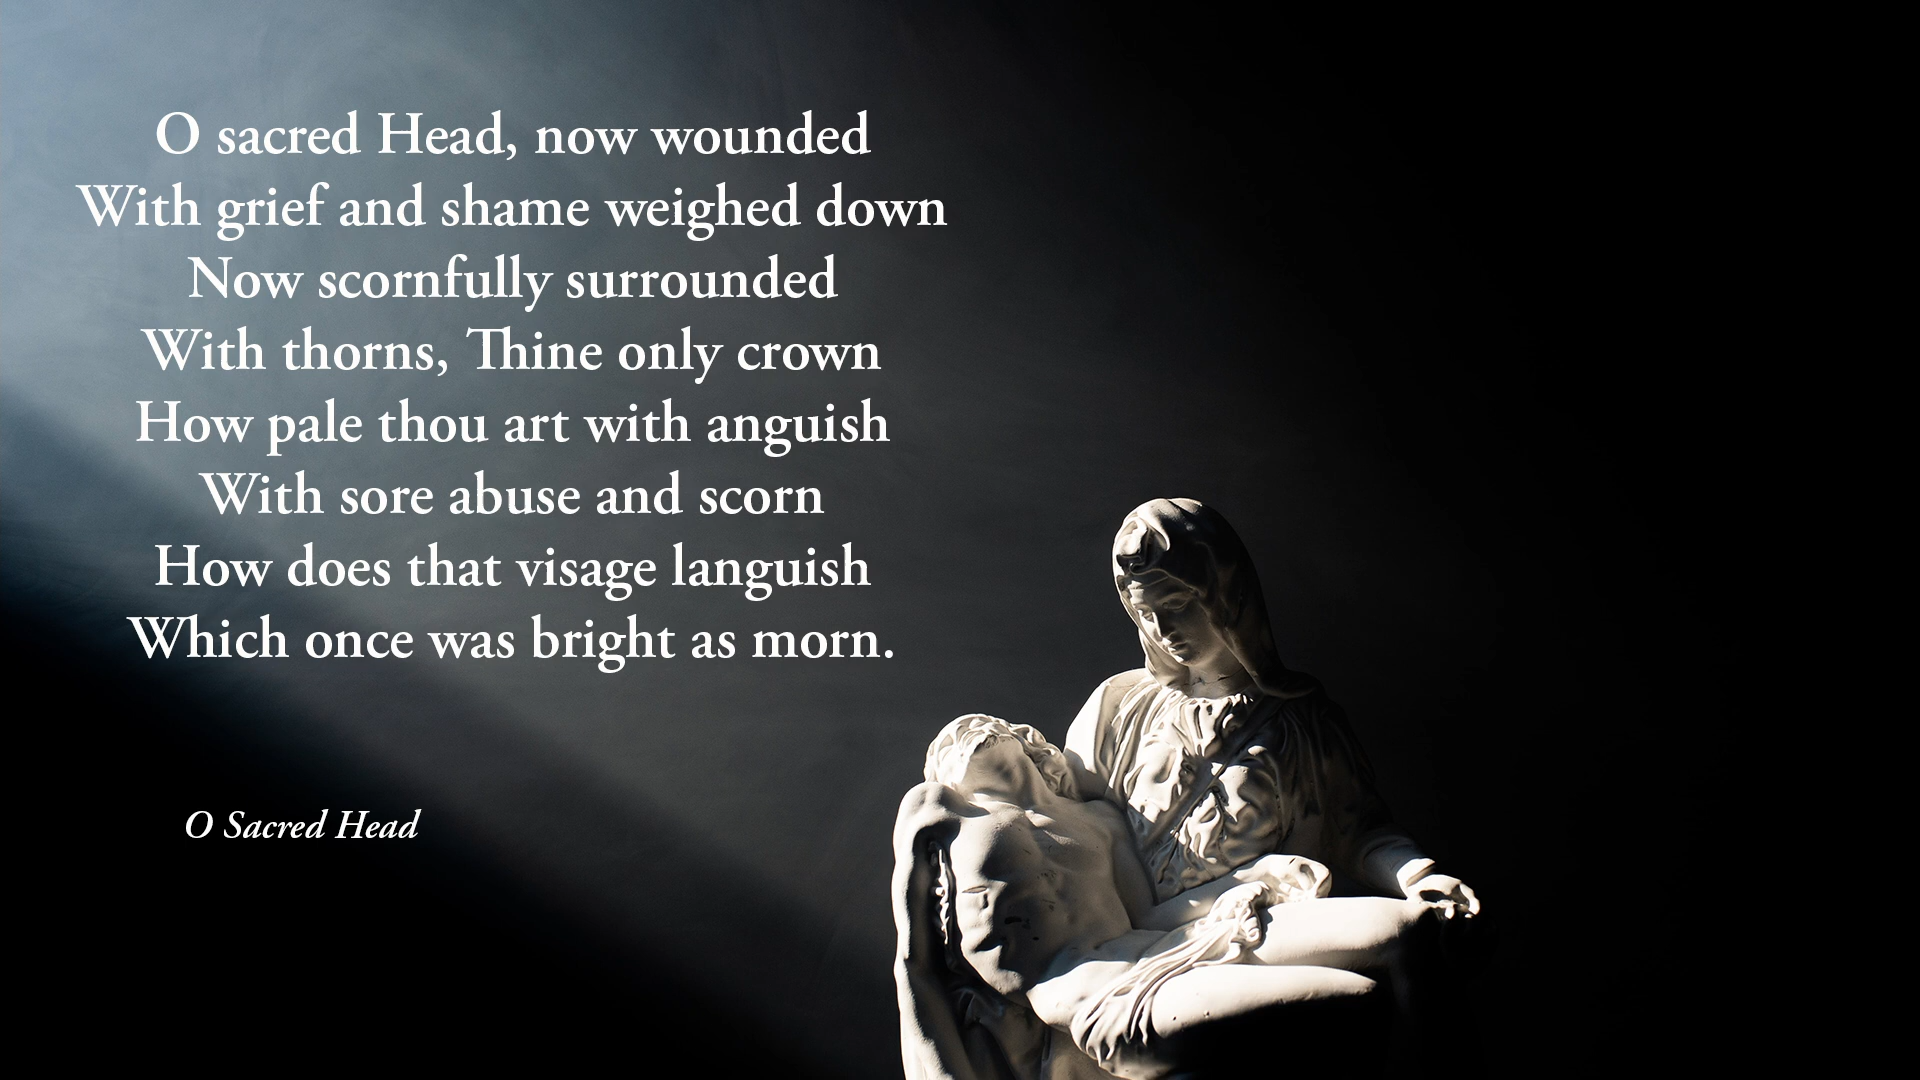 O sacred Head, now wounded
With grief and shame weighed down
Now scornfully surrounded
With thorns, Thine only crown
How pale thou art with anguish
With sore abuse and scorn
How does that visage languish
Which once was bright as morn.
O Sacred Head